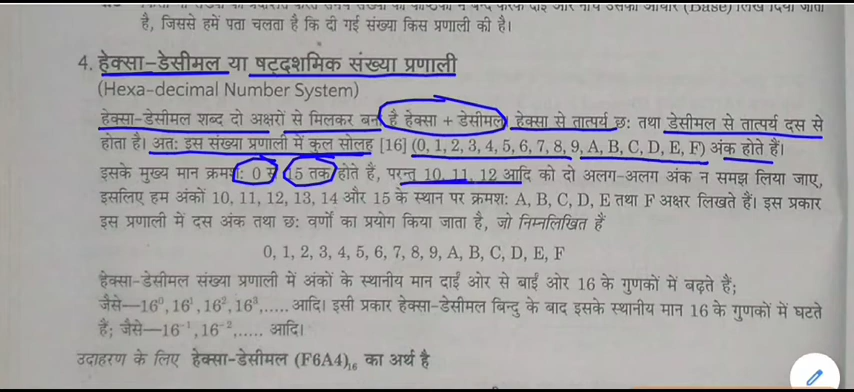 (Base) लिख दिया जाता
है, जिससे हमें पता चलता है कि दी गई संख्या किस प्रणाली की है।
4. हेक्सा-डेसीमल या षट्दशमिक संख्या प्रणाली
(Hexa-decimal Number System)
हेक्सा-डेसीमल शब्द दो अक्षरों से मिलकर बना है हेक्सा + डेसीमल। हेक्सा से तात्पर्य छः तथा डेसीमल से तात्पर्य दस से
होता है। अतः इस संख्या प्रणाली में कुल सोलह [16] (0, 1, 2, 3, 4, 5, 6, 7, 8, 9, A, B, C, D, E, F) अंक होते हैं।
इसके मुख्य मान क्रमशः 0 से 15 तक होते हैं, परन्तु 10, 11, 12 आदि को दो अलग-अलग अंक न समझ लिया जाए,
इसलिए हम अंकों 10, 11, 12, 13, 14 और 15 के स्थान पर क्रमशः A, B, C, D, E तथा F अक्षर लिखते हैं। इस प्रकार
इस प्रणाली में दस अंक तथा छः वर्णों का प्रयोग किया जाता है, जो निम्नलिखित हैं
0, 1, 2, 3, 4, 5, 6, 7, 8, 9, A, B, C, D, E, F
हेक्सा-डेसीमल संख्या प्रणाली में अंकों के स्थानीय मान दाईं ओर से बाईं ओर 16 के गुणकों में बढ़ते हैं;
जैसे—16⁰, 16¹, 16², 16³,..... आदि। इसी प्रकार हेक्सा-डेसीमल बिन्दु के बाद इसके स्थानीय मान 16 के गुणकों में घटते
हैं; जैसे—16⁻¹, 16⁻²,..... आदि।
उदाहरण के लिए हेक्सा-डेसीमल (F6A4)₁₆ का अर्थ है